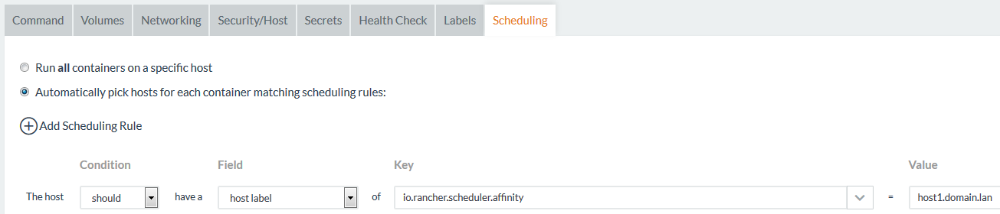 Command Volumes Networking Security/Host Secrets Health Check Labels Scheduling
Run all containers on a specific host
Automatically pick hosts for each container matching scheduling rules:
Add Scheduling Rule
Condition Field Key Value
The host should have a host label of io.rancher.scheduler.affinity = host1.domain.lan